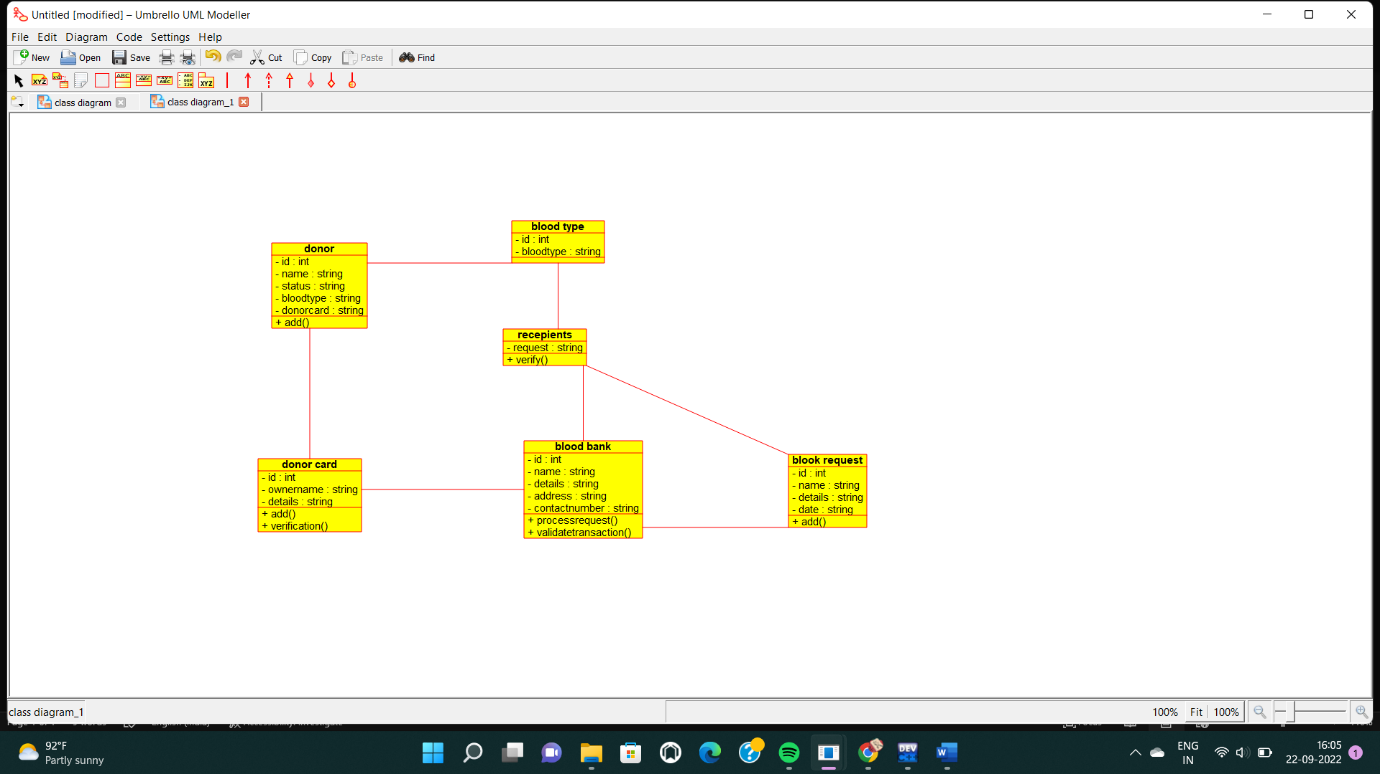 Untitled [modified] – Umbrello UML Modeller
File Edit Diagram Code Settings Help
New Open Save Cut Copy Paste Find
class diagram class diagram_1
blood type
- id : int
- bloodtype : string
donor
- id : int
- name : string
- status : string
- bloodtype : string
- donorcard : string
+ add()
recepients
- request : string
+ verify()
blood bank
- id : int
- name : string
- details : string
- address : string
- contactnumber : string
+ processrequest()
+ validatetransaction()
blook request
- id : int
- name : string
- details : string
- date : string
+ add()
donor card
- id : int
- ownername : string
- details : string
+ add()
+ verification()
class diagram_1 100% Fit 100%
92°F
Partly sunny
ENG
IN
16:05
22-09-2022
1